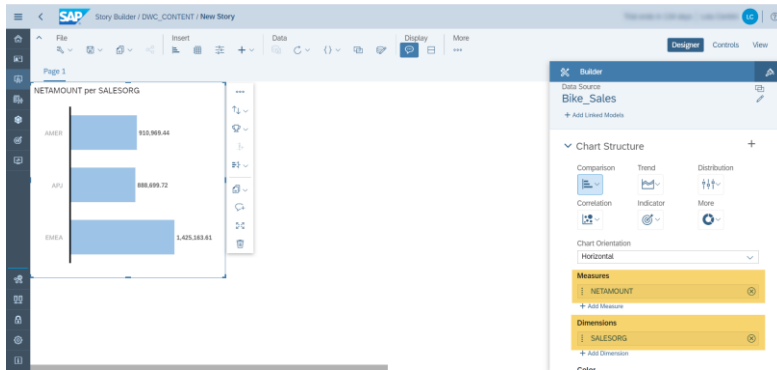 SAP Story Builder / DWC_CONTENT / New Story
LC
File Insert Data Display More
Designer Controls View
Page 1
Builder
Data Source
Bike_Sales
+ Add Linked Models
Chart Structure +
Comparison Trend Distribution
Correlation Indicator More
Chart Orientation
Horizontal
Measures
NETAMOUNT
+ Add Measure
Dimensions
SALESORG
+ Add Dimension
Color
NETAMOUNT per SALESORG
AMER 910,969.44
APJ 888,699.72
EMEA 1,425,163.61